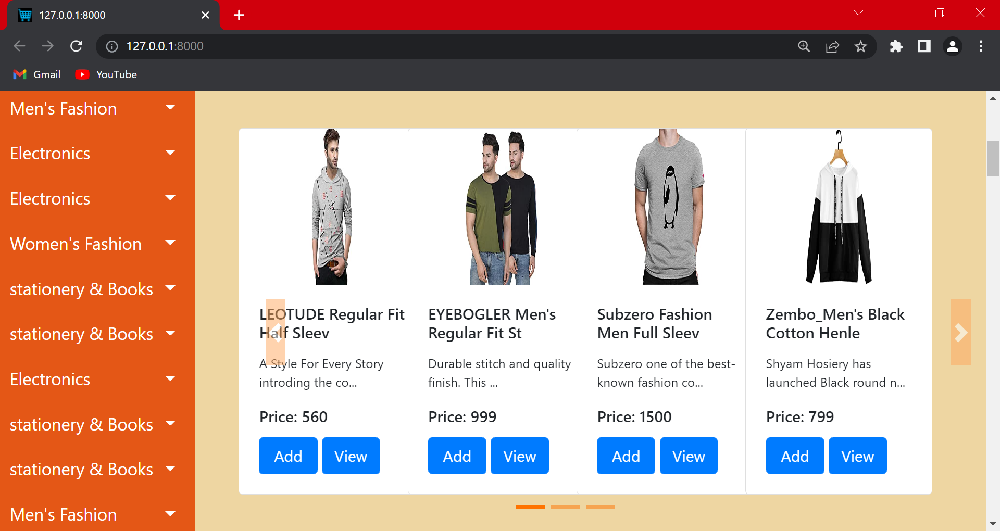 127.0.0.1:8000
127.0.0.1:8000
Gmail
YouTube
Men's Fashion
Electronics
Electronics
Women's Fashion
stationery & Books
stationery & Books
Electronics
stationery & Books
stationery & Books
Men's Fashion
LEOTUDE Regular Fit
Half Sleev
A Style For Every Story
introding the co...
Price: 560
Add
View
EYEBOGLER Men's
Regular Fit St
Durable stitch and quality
finish. This ...
Price: 999
Add
View
Subzero Fashion
Men Full Sleev
Subzero one of the best-
known fashion co...
Price: 1500
Add
View
Zembo_Men's Black
Cotton Henle
Shyam Hosiery has
launched Black round n...
Price: 799
Add
View